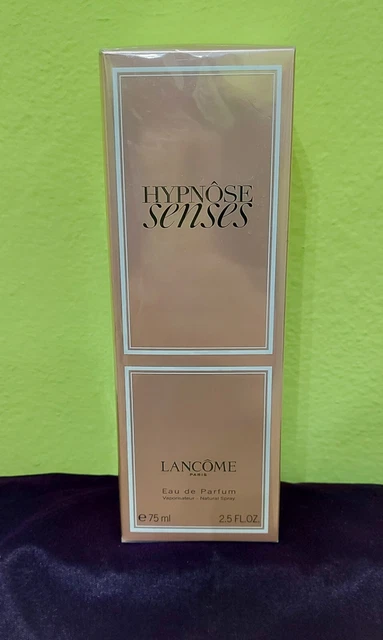 HYPNÔSE
senses
LANCÔME
PARIS
Eau de Parfum
Vaporisateur - Natural Spray
℮ 75 ml 2.5 FL.OZ.